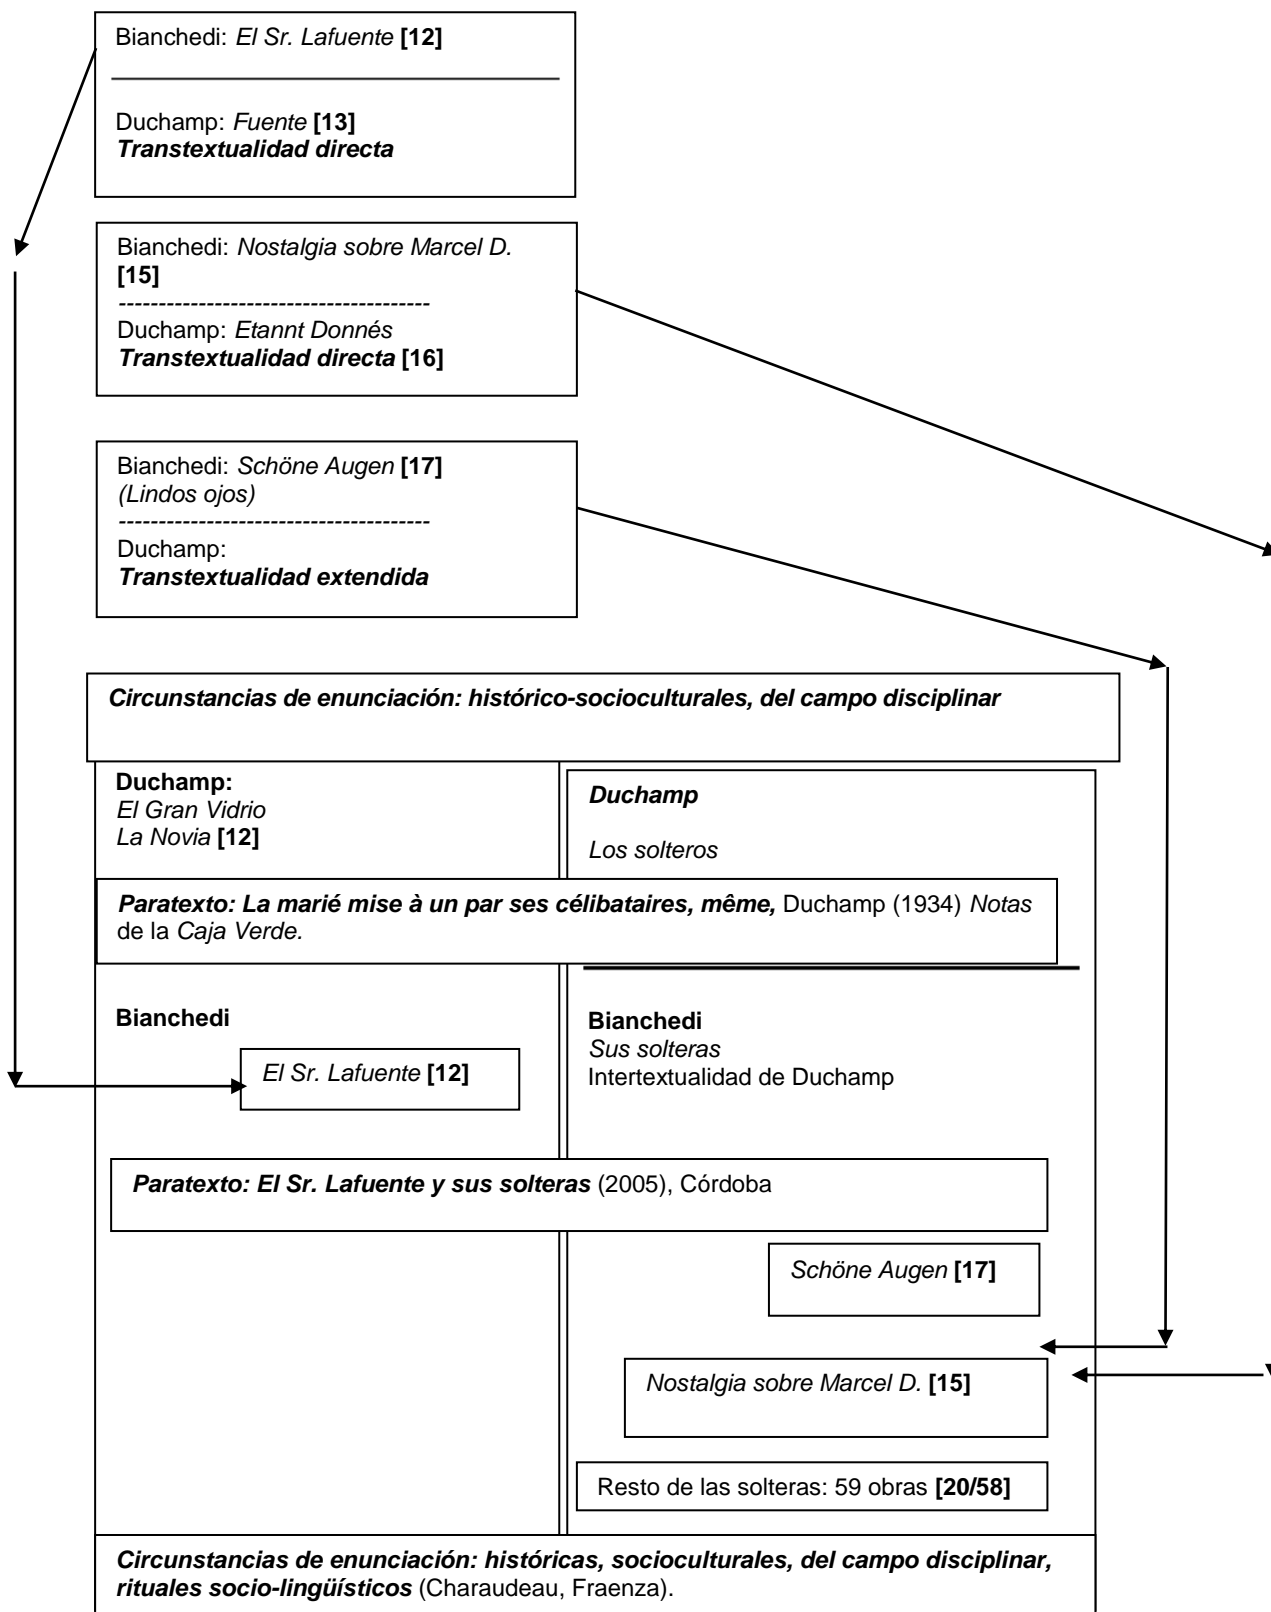 Bianchedi: El Sr. Lafuente [12]
Duchamp: Fuente [13]
Transtextualidad directa
Bianchedi: Nostalgia sobre Marcel D.
[15]
---------------------------------------
Duchamp: Etannt Donnés
Transtextualidad directa [16]
Bianchedi: Schöne Augen [17]
(Lindos ojos)
---------------------------------------
Duchamp:
Transtextualidad extendida
Circunstancias de enunciación: histórico-socioculturales, del campo disciplinar
Duchamp:
El Gran Vidrio
La Novia [12]
Duchamp
Los solteros
Paratexto: La marié mise à un par ses célibataires, même, Duchamp (1934) Notas
de la Caja Verde.
Bianchedi
El Sr. Lafuente [12]
Bianchedi
Sus solteras
Intertextualidad de Duchamp
Paratexto: El Sr. Lafuente y sus solteras (2005), Córdoba
Schöne Augen [17]
Nostalgia sobre Marcel D. [15]
Resto de las solteras: 59 obras [20/58]
Circunstancias de enunciación: históricas, socioculturales, del campo disciplinar,
rituales socio-lingüísticos (Charaudeau, Fraenza).